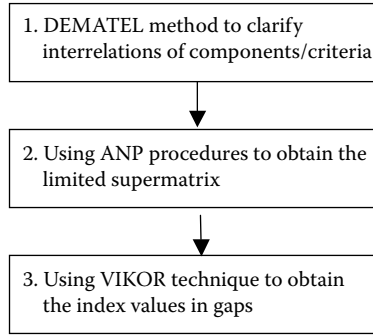 1. DEMATEL method to clarify
interrelations of components/criteria
2. Using ANP procedures to obtain the
limited supermatrix
3. Using VIKOR technique to obtain
the index values in gaps